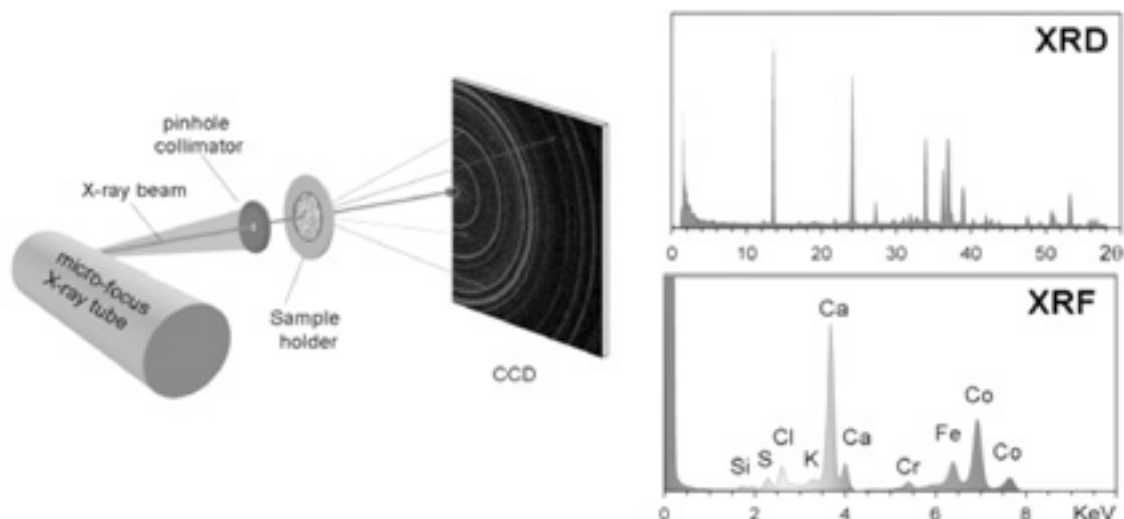 pinhole
collimator
X-ray beam
micro-focus
X-ray tube
Sample
holder
CCD
XRD
0 10 20 30 40 50 2θ
XRF
Ca
Co
Cl
Ca
Fe
Si S K Cr Co
0 2 4 6 8 KeV